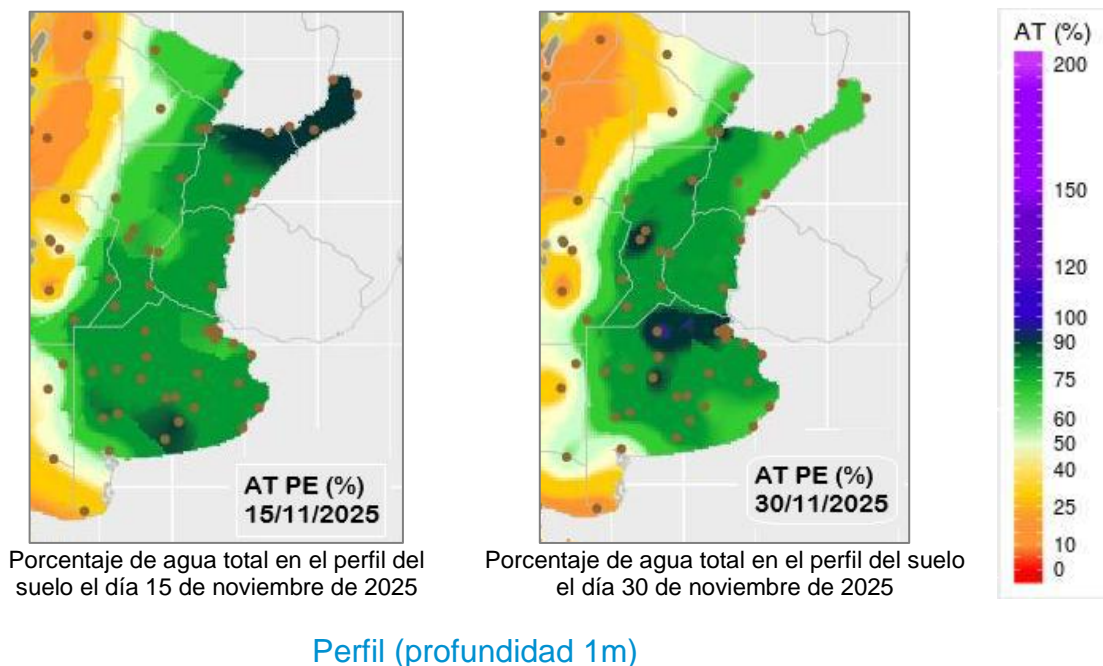 AT PE (%)
15/11/2025
AT PE (%)
30/11/2025
AT (%)
200
150
120
100
90
75
60
50
40
25
10
0
Porcentaje de agua total en el perfil del
suelo el día 15 de noviembre de 2025
Porcentaje de agua total en el perfil del suelo
el día 30 de noviembre de 2025
Perfil (profundidad 1m)